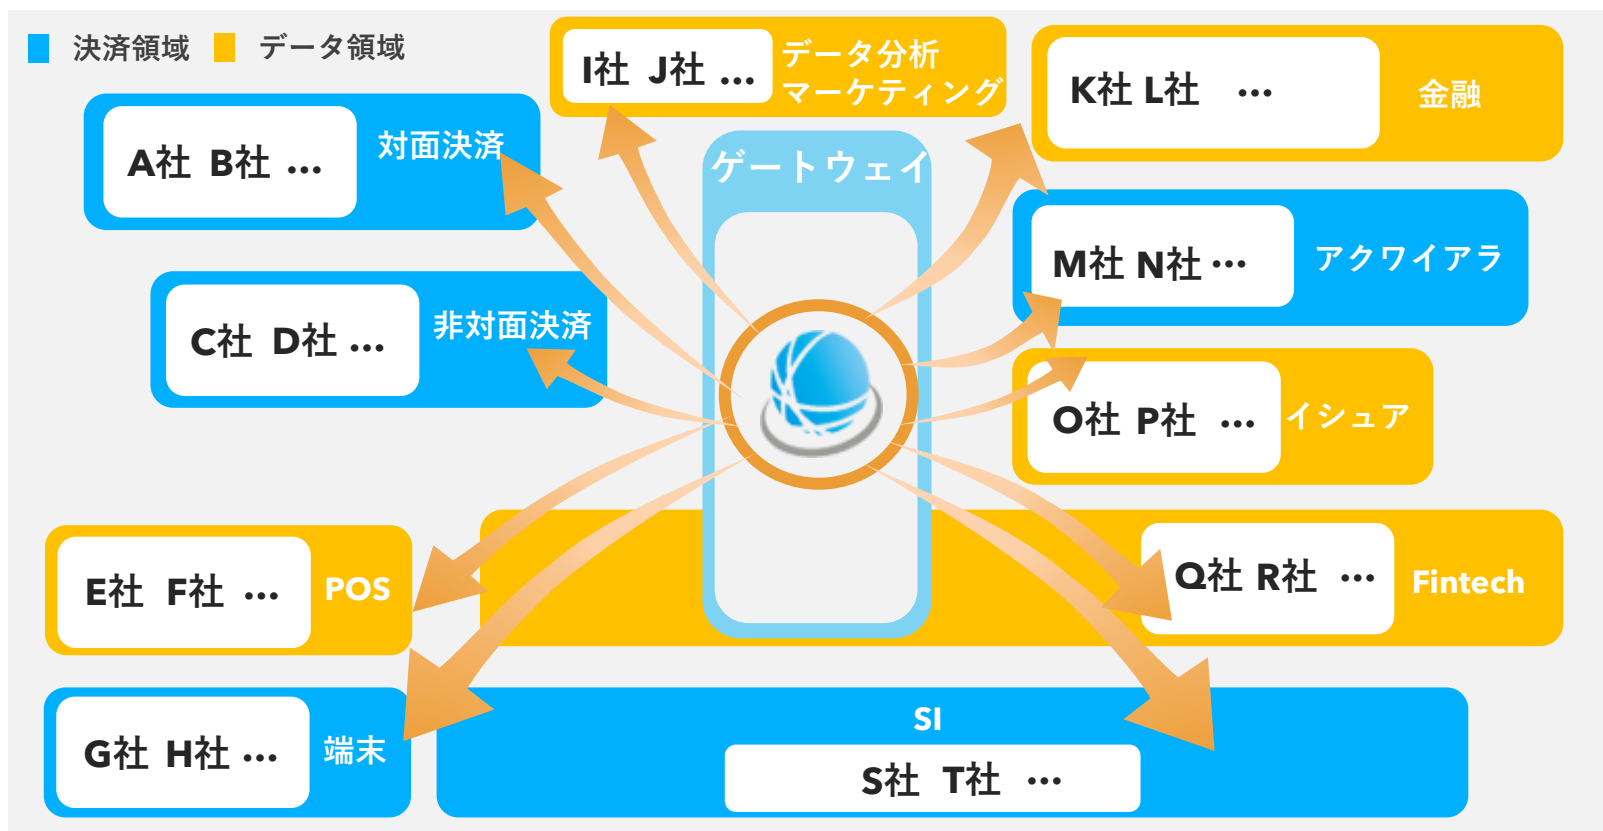 決済領域 データ領域
I社 J社 …
データ分析
マーケティング
K社 L社 …
金融
A社 B社 …
対面決済
ゲートウェイ
M社 N社 …
アクワイアラ
C社 D社 …
非対面決済
O社 P社 …
イシュア
E社 F社 …
POS
Q社 R社 …
Fintech
G社 H社 …
端末
SI
S社 T社 …